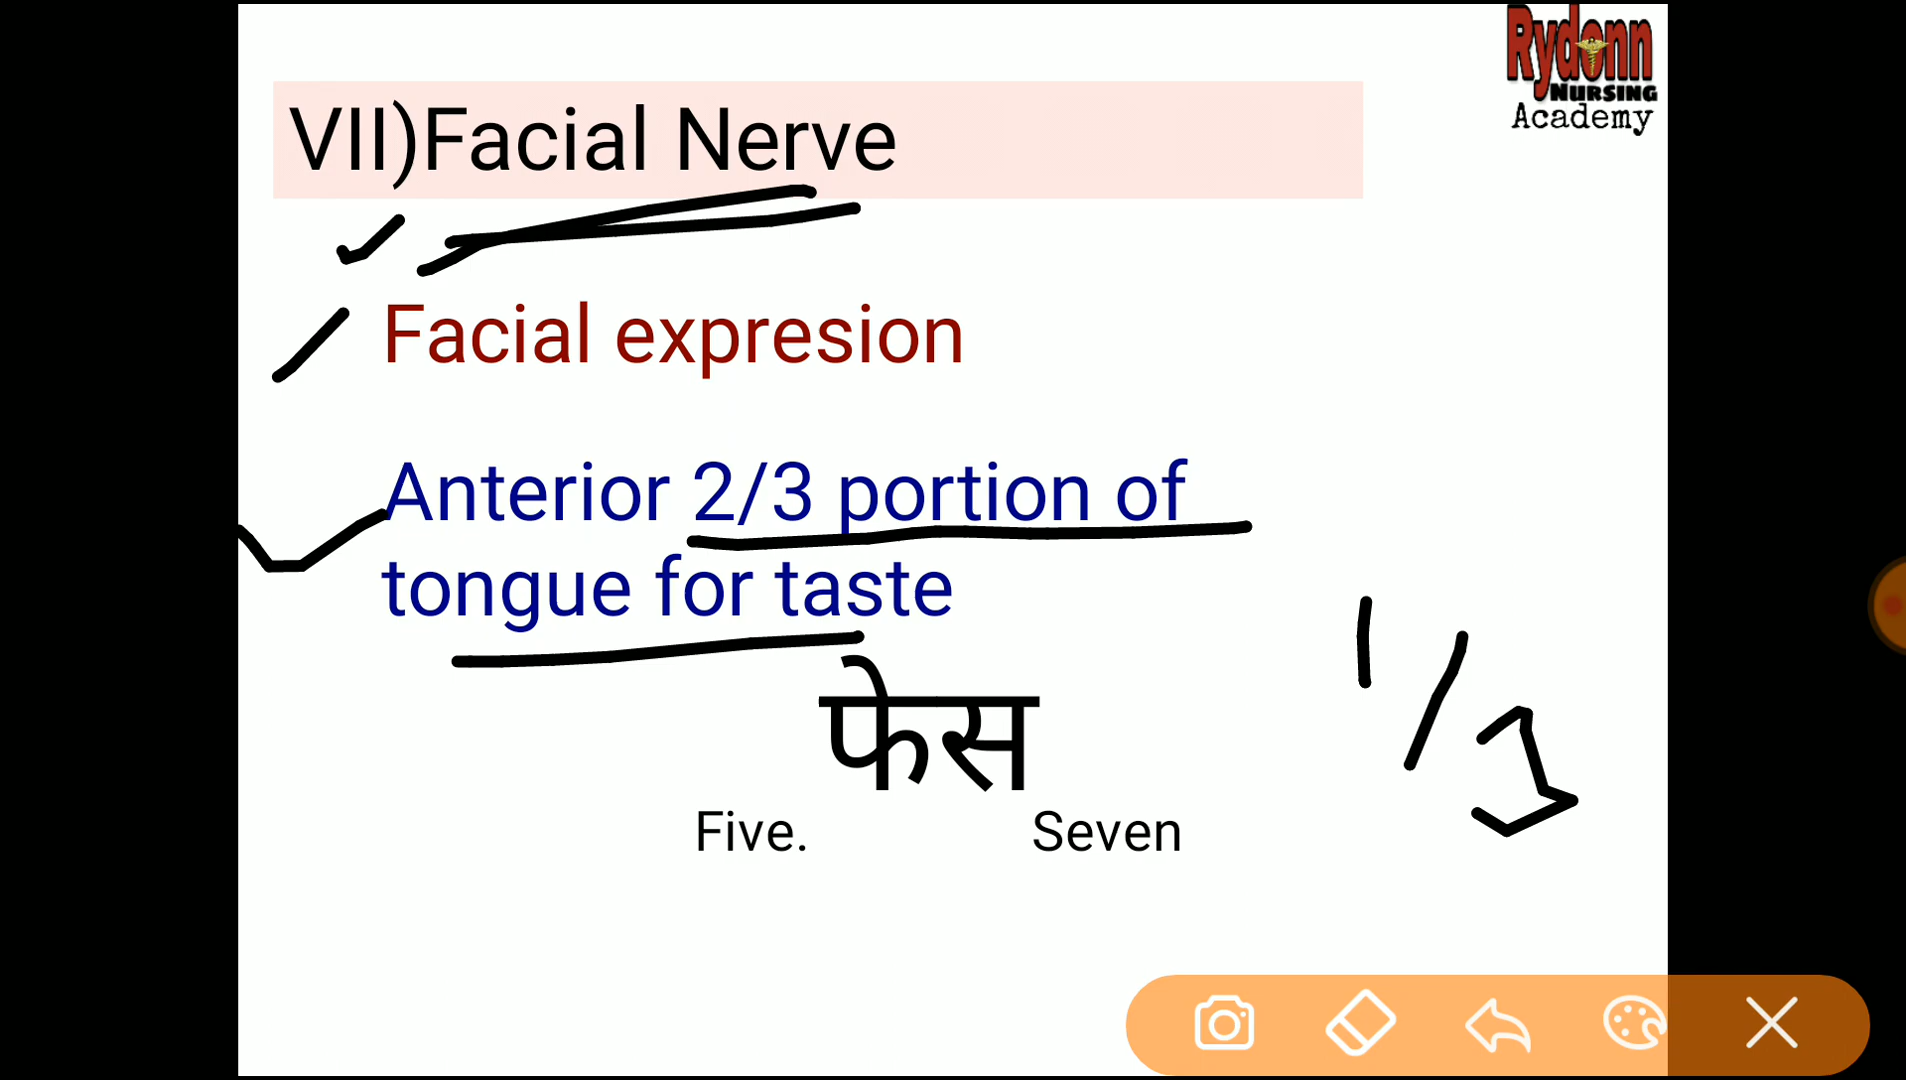 Rydonn
NURSING
Academy
VII)Facial Nerve
Facial expresion
Anterior 2/3 portion of
tongue for taste
1/3
फेस
Five. Seven